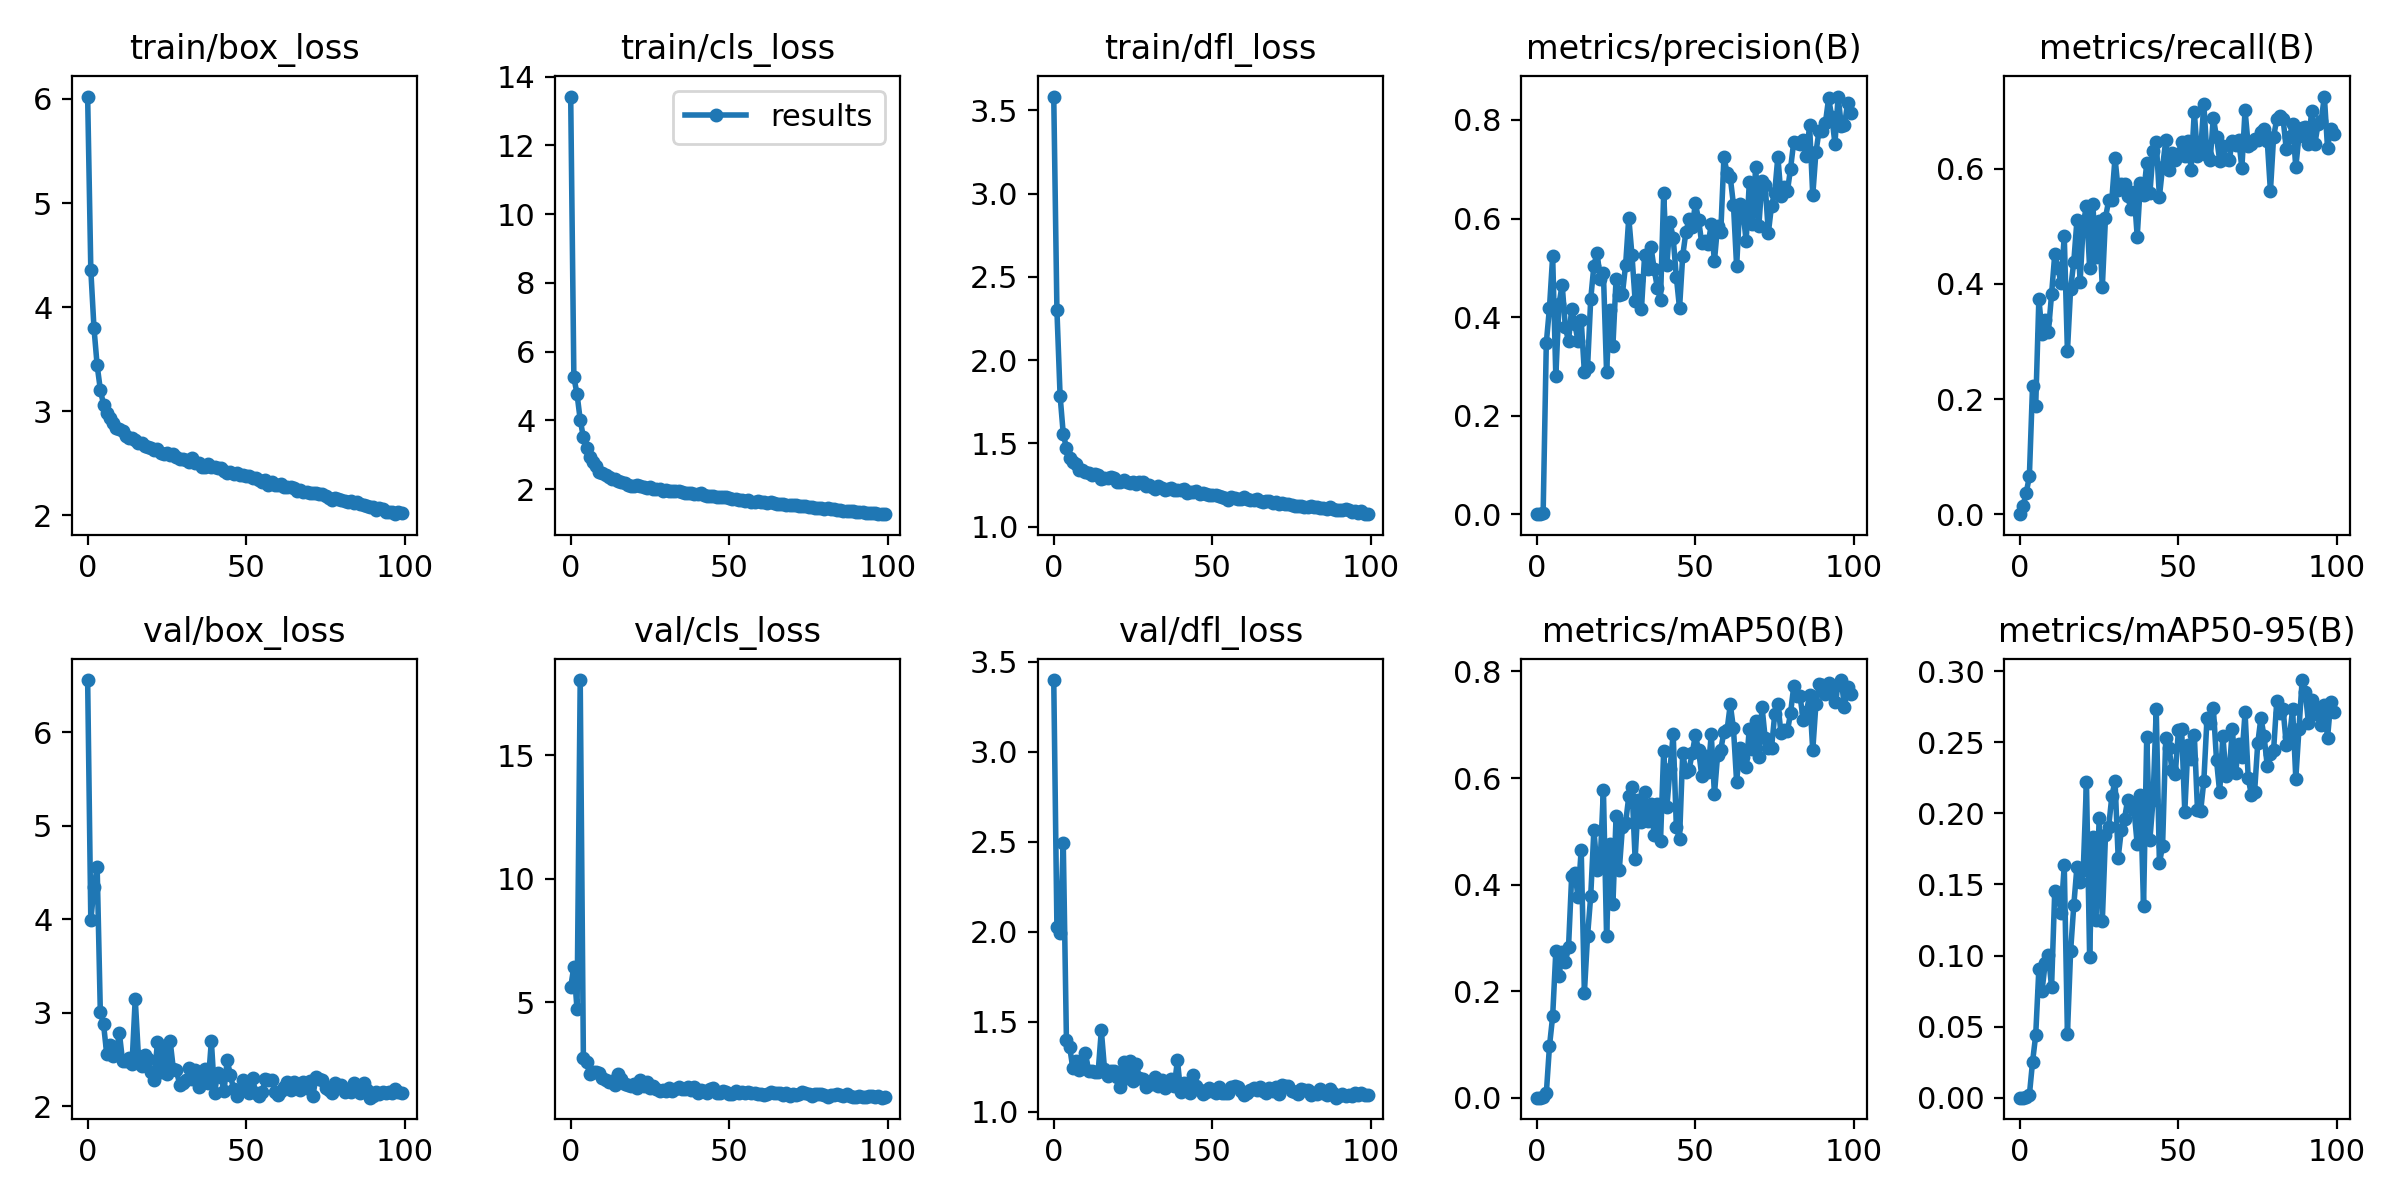 train/box_loss
6
5
4
3
2
0 50 100
train/cls_loss
results
14
12
10
8
6
4
2
0 50 100
train/dfl_loss
3.5
3.0
2.5
2.0
1.5
1.0
0 50 100
metrics/precision(B)
0.8
0.6
0.4
0.2
0.0
0 50 100
metrics/recall(B)
0.6
0.4
0.2
0.0
0 50 100
val/box_loss
6
5
4
3
2
0 50 100
val/cls_loss
15
10
5
0 50 100
val/dfl_loss
3.5
3.0
2.5
2.0
1.5
1.0
0 50 100
metrics/mAP50(B)
0.8
0.6
0.4
0.2
0.0
0 50 100
metrics/mAP50-95(B)
0.30
0.25
0.20
0.15
0.10
0.05
0.00
0 50 100